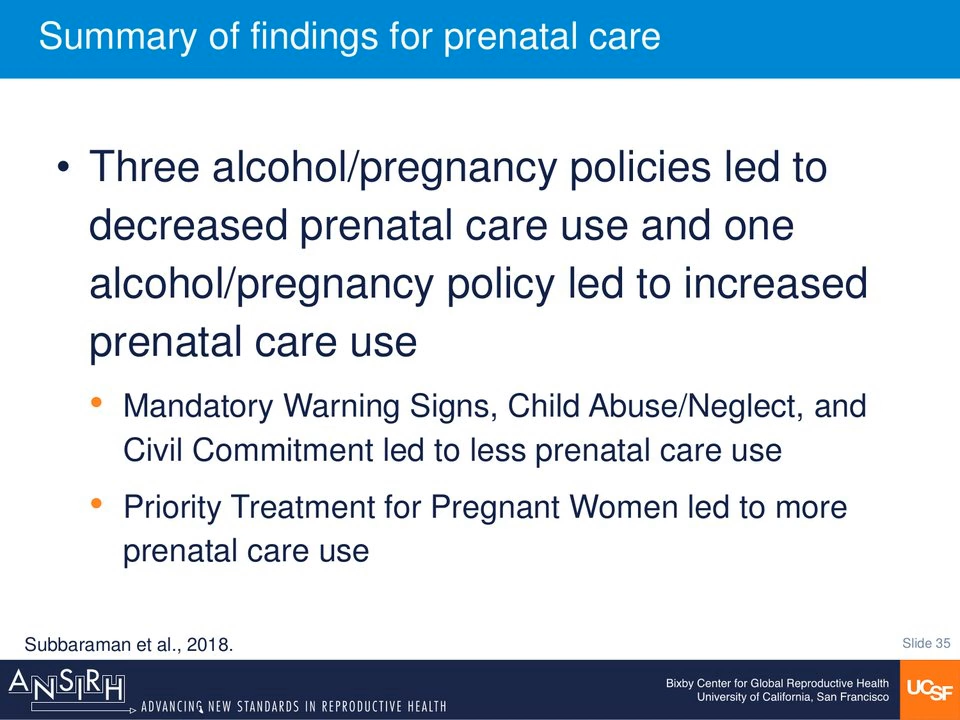 Summary of findings for prenatal care
• Three alcohol/pregnancy policies led to
decreased prenatal care use and one
alcohol/pregnancy policy led to increased
prenatal care use
• Mandatory Warning Signs, Child Abuse/Neglect, and
Civil Commitment led to less prenatal care use
• Priority Treatment for Pregnant Women led to more
prenatal care use
Subbaraman et al., 2018.
Slide 35
ANSIRH
ADVANCING NEW STANDARDS IN REPRODUCTIVE HEALTH
Bixby Center for Global Reproductive Health
University of California, San Francisco
UCSF